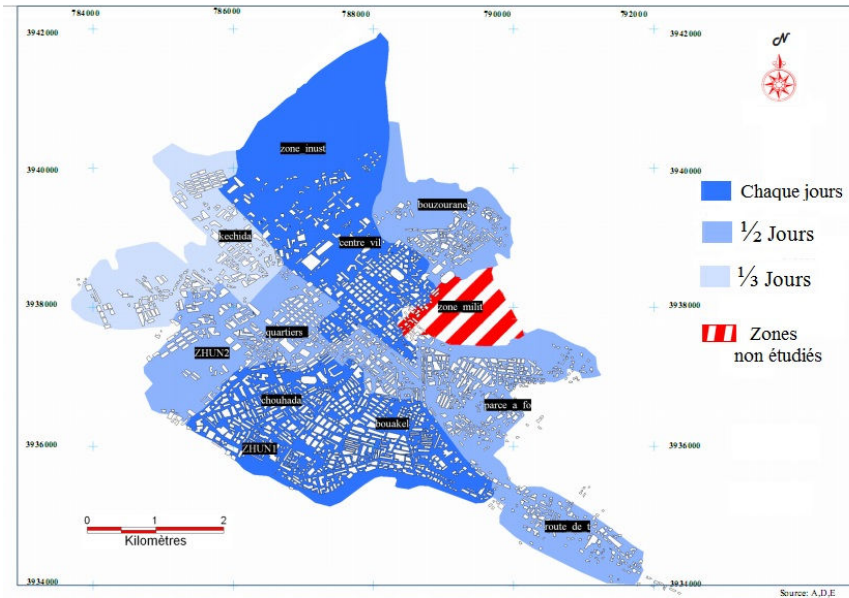 784000
786000
788000
790000
792000
3942000
3942000
N
zone_inust
3940000
3940000
Chaque jours
bouzourane
½ Jours
kechida
centre_vil
⅓ Jours
3938000
zone_milit
3938000
quartiers
Zones
non étudiés
ZHUN2
chouhada
parce_a_fo
bouakel
3936000
ZHUN1
3936000
0 1 2
Kilomètres
route_de_t
3934000
3934000
Source: A,D,E